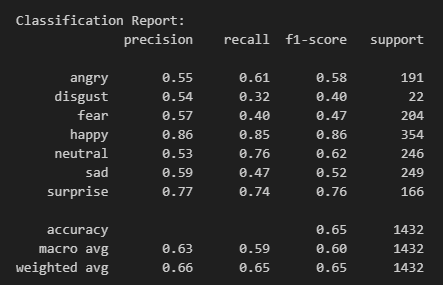 Classification Report:
precision recall f1-score support
angry 0.55 0.61 0.58 191
disgust 0.54 0.32 0.40 22
fear 0.57 0.40 0.47 204
happy 0.86 0.85 0.86 354
neutral 0.53 0.76 0.62 246
sad 0.59 0.47 0.52 249
surprise 0.77 0.74 0.76 166
accuracy 0.65 1432
macro avg 0.63 0.59 0.60 1432
weighted avg 0.66 0.65 0.65 1432